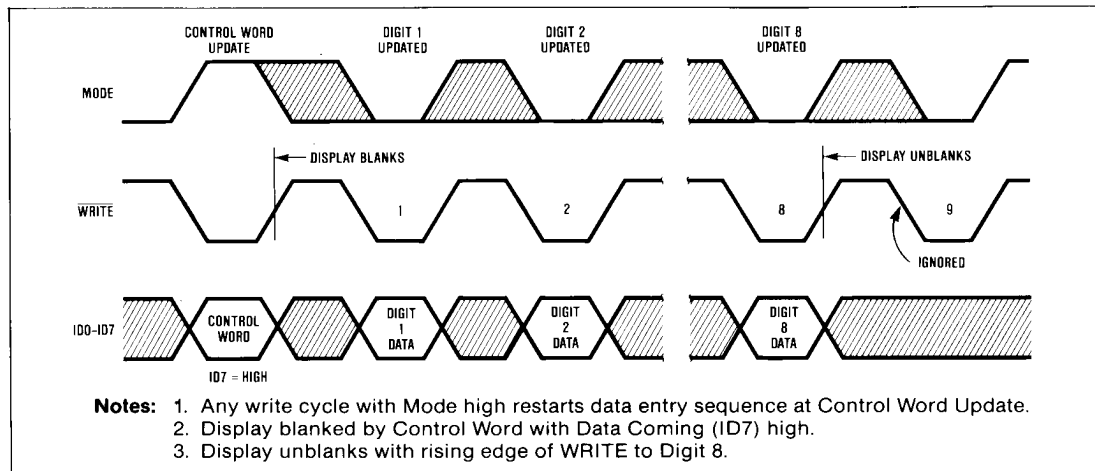 CONTROL WORD
UPDATE
DIGIT 1
UPDATED
DIGIT 2
UPDATED
DIGIT 8
UPDATED
MODE
DISPLAY BLANKS
DISPLAY UNBLANKS
WRITE
1
2
8
9
IGNORED
ID0-ID7
CONTROL
WORD
DIGIT
1
DATA
DIGIT
2
DATA
DIGIT
8
DATA
ID7 = HIGH
Notes: 1. Any write cycle with Mode high restarts data entry sequence at Control Word Update.
2. Display blanked by Control Word with Data Coming (ID7) high.
3. Display unblanks with rising edge of WRITE to Digit 8.